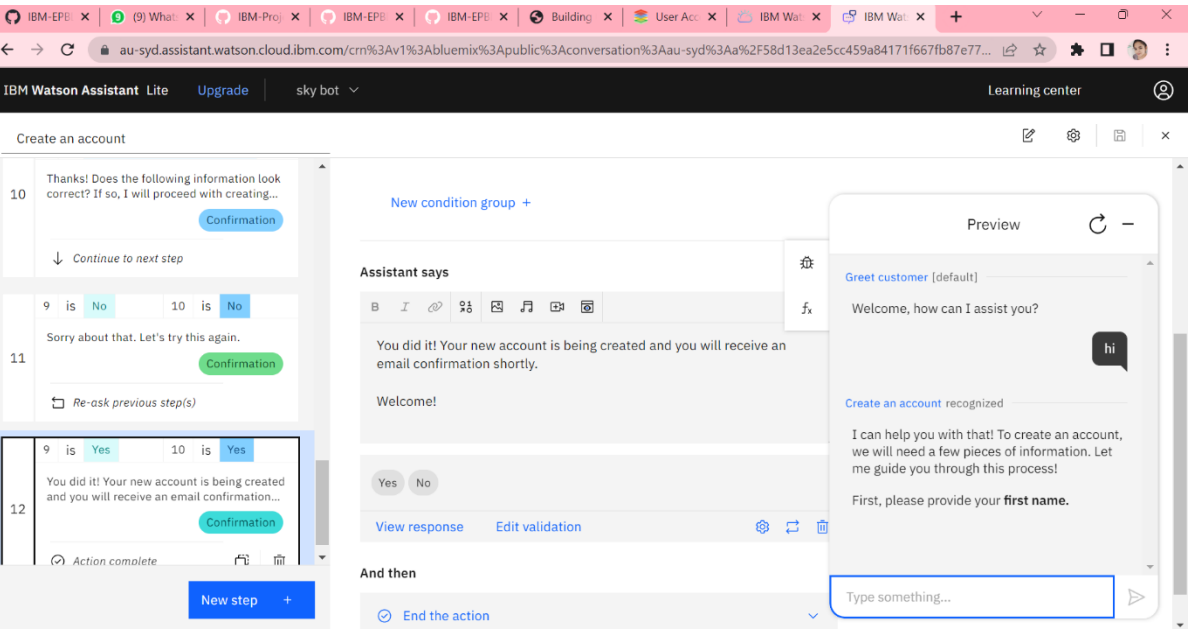 IBM-EPB
(9) What
IBM-Proj
IBM-EPB
IBM-EPB
Building
User Acc
IBM Wat
IBM Wat
au-syd.assistant.watson.cloud.ibm.com/crn%3Av1%3Abluemix%3Apublic%3Aconversation%3Aau-syd%3Aa%2F58d13ea2e5cc459a84171f667fb87e77...
IBM Watson Assistant Lite
Upgrade
sky bot
Learning center
Create an account
10
Thanks! Does the following information look
correct? If so, I will proceed with creating...
Confirmation
Continue to next step
9 is No 10 is No
11
Sorry about that. Let's try this again.
Confirmation
Re-ask previous step(s)
9 is Yes 10 is Yes
12
You did it! Your new account is being created
and you will receive an email confirmation...
Confirmation
Action complete
New step +
New condition group +
Assistant says
B I
You did it! Your new account is being created and you will receive an
email confirmation shortly.
Welcome!
Yes No
View response Edit validation
And then
End the action
fx
Preview
Greet customer [default]
Welcome, how can I assist you?
hi
Create an account recognized
I can help you with that! To create an account,
we will need a few pieces of information. Let
me guide you through this process!
First, please provide your first name.
Type something...